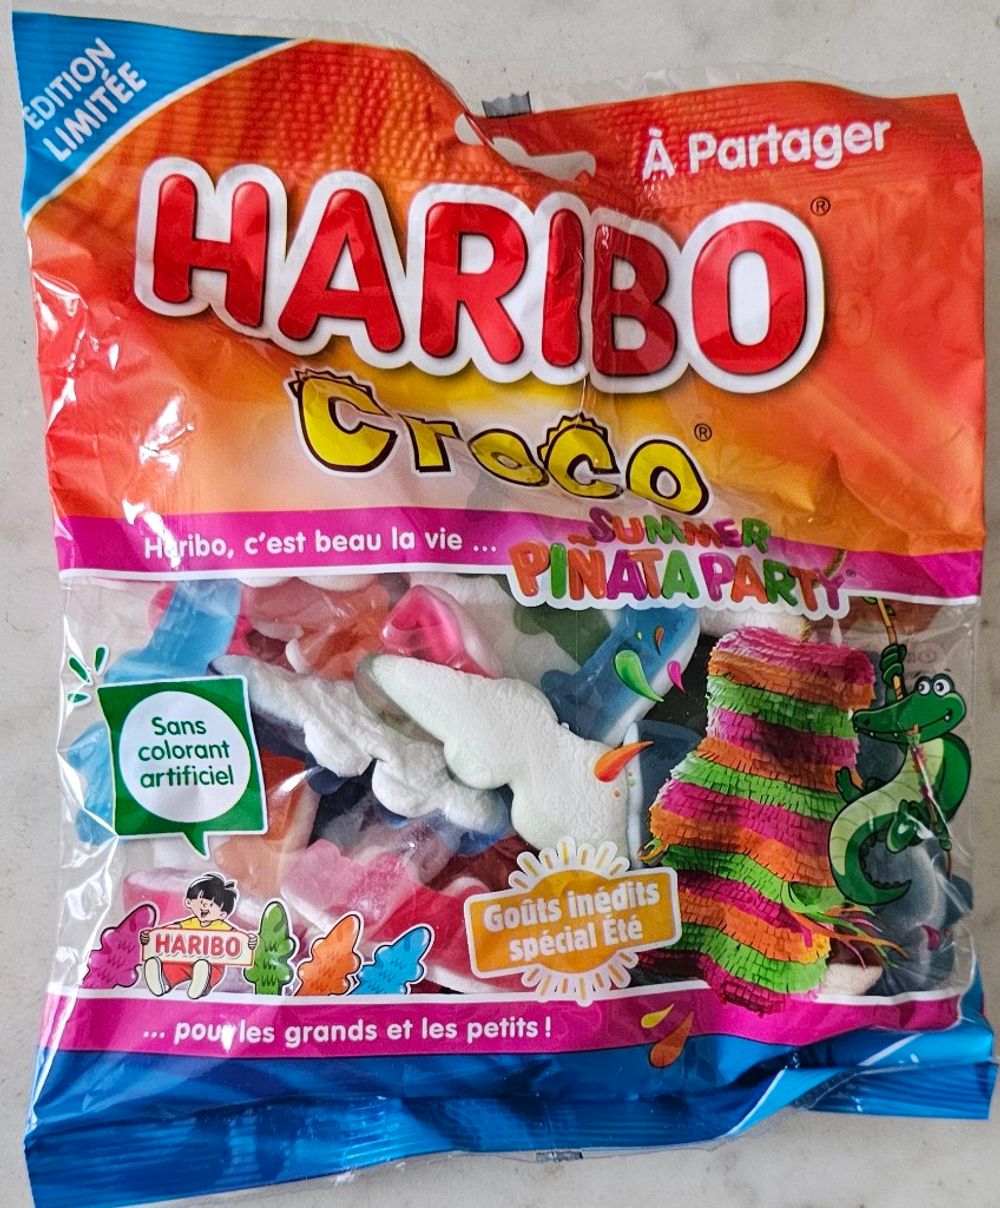 ÉDITION
LIMITÉE
À Partager
HARIBO®
Croco®
SUMMER
PIÑATA PARTY
Haribo, c'est beau la vie ...
Sans
colorant
artificiel
Goûts inédits
spécial Été
HARIBO
... pour les grands et les petits !